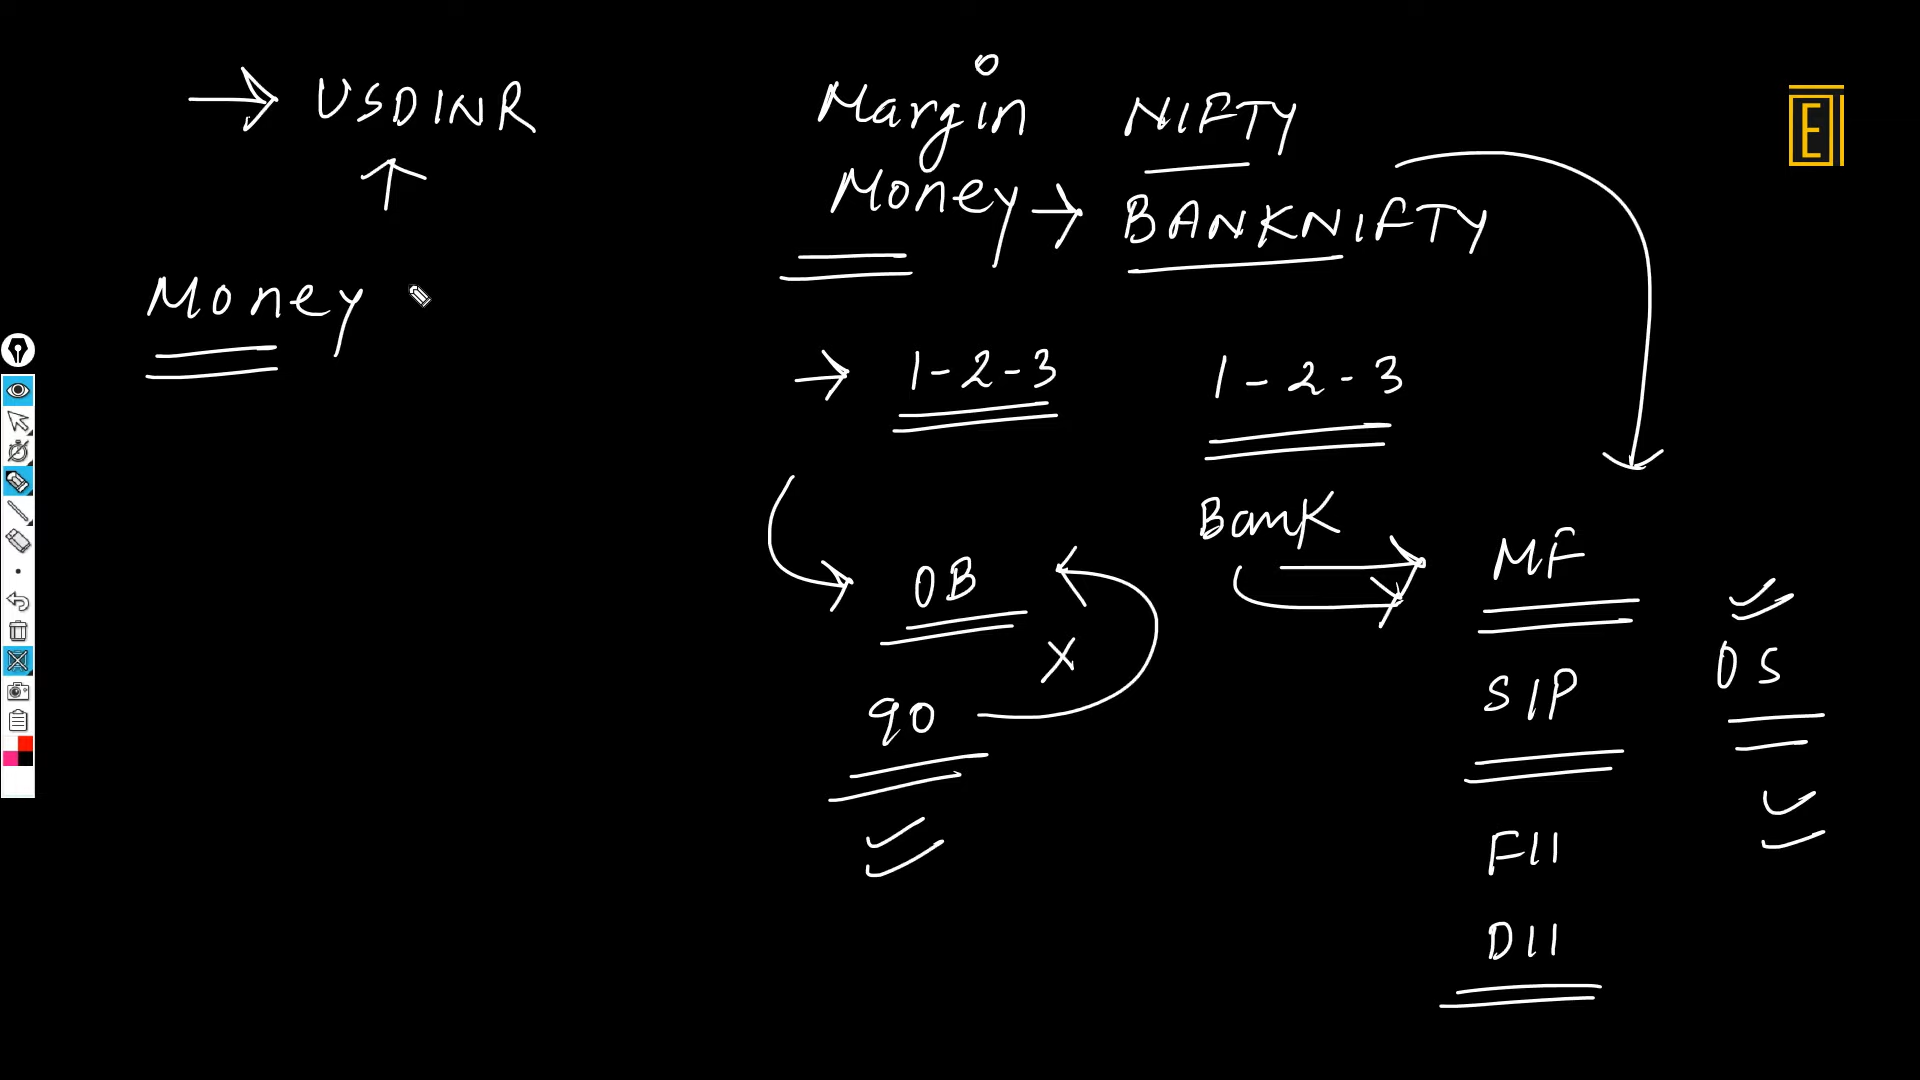 → USDINR
↑
Money
Margin
Money →
NIFTY
BANKNIFTY
→ 1-2-3
1-2-3
OB
90
X
Bank
MF
SIP
FII
DII
OS
E